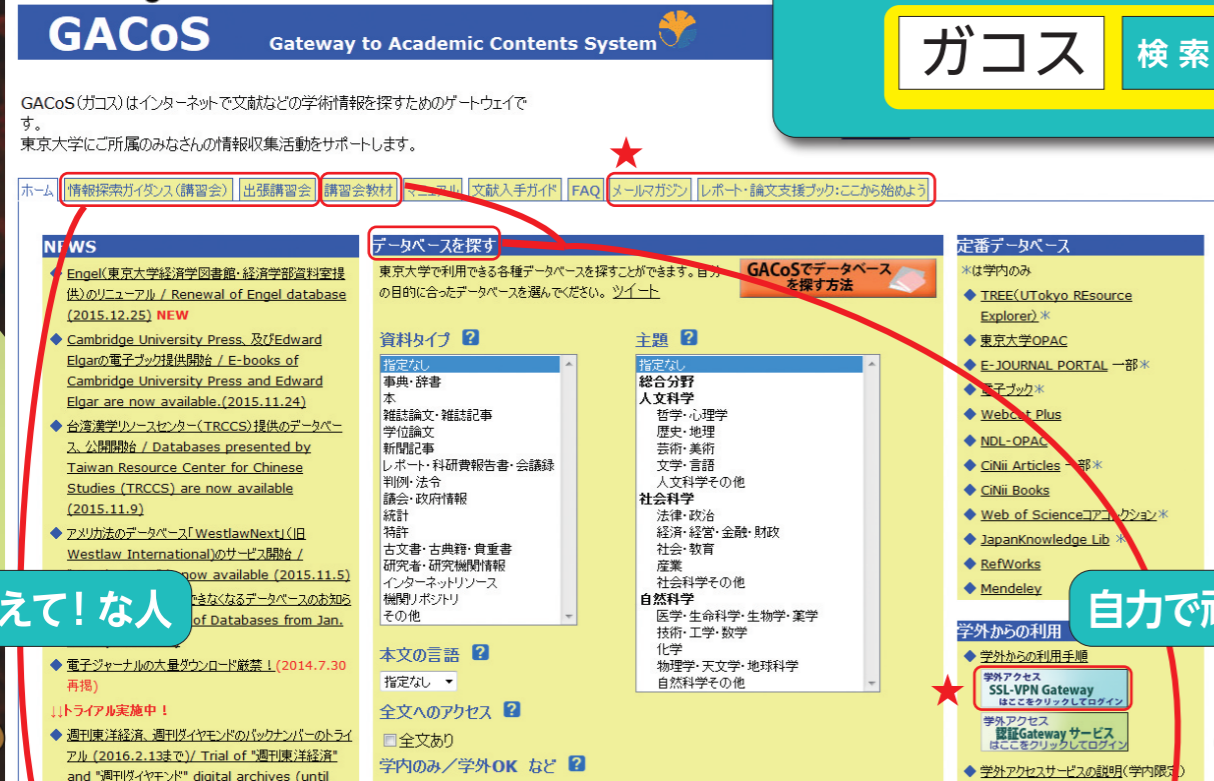 GACoS
Gateway to Academic Contents System
ガコス
検索
GACoS(ガコス)はインターネットで文献などの学術情報を探すためのゲートウェイで
す。
東京大学にご所属のみなさんの情報収集活動をサポートします。
ホーム 情報探索ガイダンス(講習会) 出張講習会 講習会教材 マニュアル 文献入手ガイド FAQ メールマガジン レポート・論文支援ブック:ここから始めよう
NEWS
Engel(東京大学経済学図書館・経済学部資料室提
供)のリニューアル / Renewal of Engel database
(2015.12.25) NEW
Cambridge University Press、及びEdward
Elgarの電子ブック提供開始 / E-books of
Cambridge University Press and Edward
Elgar are now available.(2015.11.24)
台湾漢学リソースセンター(TRCCS)提供のデータベー
ス、公開開始 / Databases presented by
Taiwan Resource Center for Chinese
Studies (TRCCS) are now available
(2015.11.9)
アメリカ法のデータベース「WestlawNext」(旧
Westlaw International)のサービス開始 /
now available (2015.11.5)
できなくなるデータベースのお知ら
of Databases from Jan.
えて!な人
電子ジャーナルの大量ダウンロード厳禁!(2014.7.30
再掲)
↓↓トライアル実施中!
週刊東洋経済、週刊ダイヤモンドのバックナンバーのトライ
アル (2016.2.13まで)/ Trial of "週刊東洋経済"
and "週刊ダイヤモンド" digital archives (until
データベースを探す
東京大学で利用できる各種データベースを探すことができます。自分
の目的に合ったデータベースを選んでください。 ツイート
GACoSでデータベース
を探す方法
資料タイプ ?
指定なし
事典・辞書
本
雑誌論文・雑誌記事
学位論文
新聞記事
レポート・科研費報告書・会議録
判例・法令
議会・政府情報
統計
特許
古文書・古典籍・貴重書
研究者・研究機関情報
インターネットリソース
機関リポジトリ
その他
本文の言語 ?
指定なし
全文へのアクセス ?
全文あり
学内のみ/学外OK など ?
主題 ?
指定なし
総合分野
人文科学
哲学・心理学
歴史・地理
芸術・美術
文学・言語
人文科学その他
社会科学
法律・政治
経済・経営・金融・財政
社会・教育
産業
社会科学その他
自然科学
医学・生命科学・生物学・薬学
技術・工学・数学
化学
物理学・天文学・地球科学
自然科学その他
定番データベース
*は学内のみ
TREE(UTokyo REsource
Explorer)*
東京大学OPAC
E-JOURNAL PORTAL 一部*
電子ブック*
Webcat Plus
NDL-OPAC
CiNii Articles 一部*
CiNii Books
Web of Scienceコアコレクション*
JapanKnowledge Lib *
RefWorks
Mendeley
自力で
学外からの利用
学外からの利用手順
学外アクセス
SSL-VPN Gateway
はここをクリックしてログイン
学外アクセス
認証Gateway サービス
はここをクリックしてログイン
学外アクセスサービスの説明(学内限定)